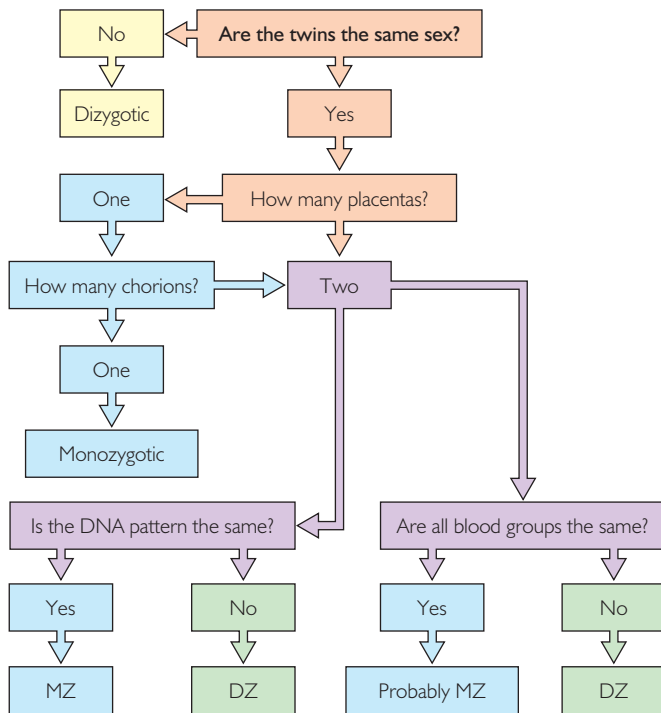 No
Are the twins the same sex?
Dizygotic
Yes
One
How many placentas?
How many chorions?
Two
One
Monozygotic
Is the DNA pattern the same?
Are all blood groups the same?
Yes
No
Yes
No
MZ
DZ
Probably MZ
DZ